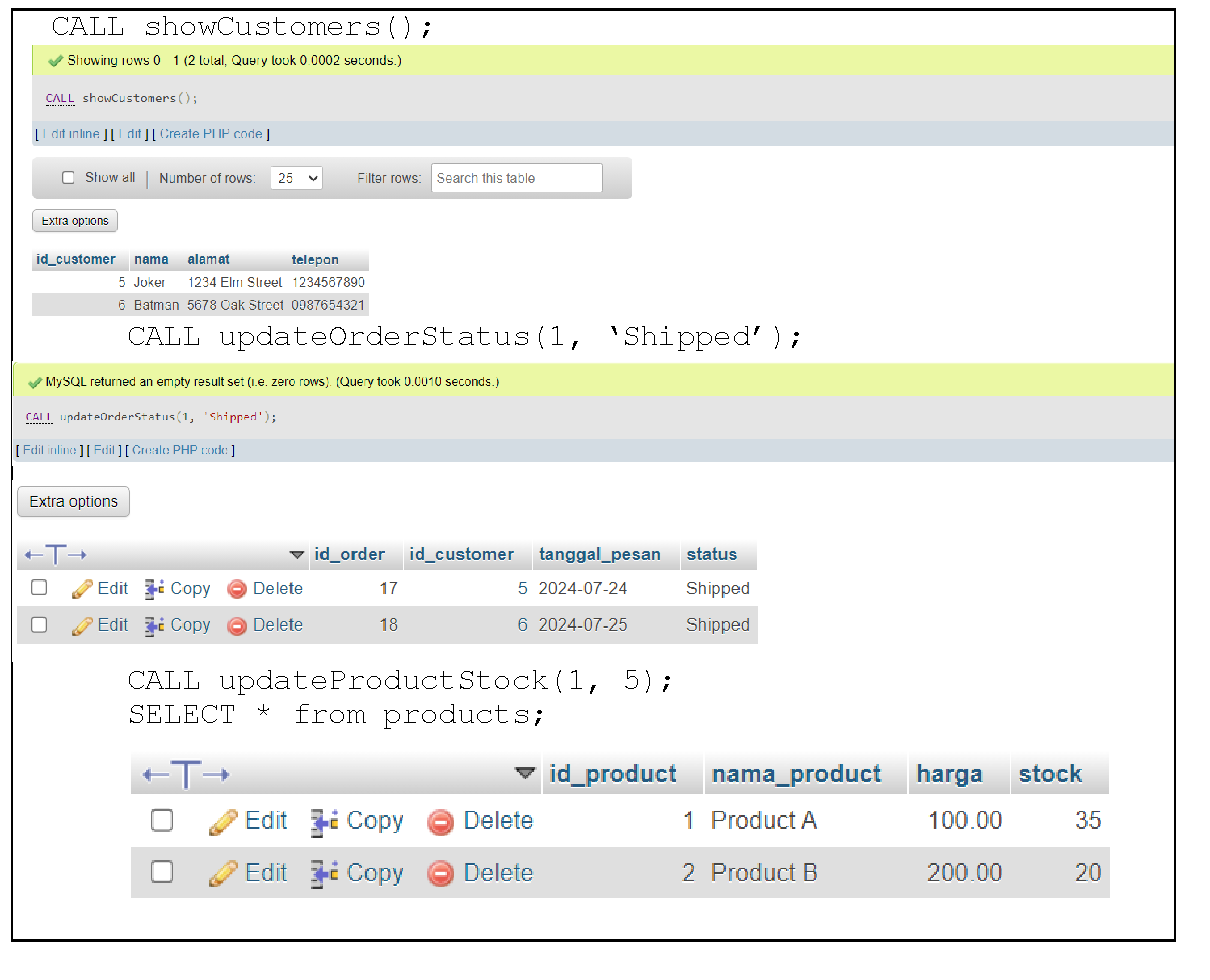 CALL showCustomers();
Showing rows 0 - 1 (2 total, Query took 0.0002 seconds.)
CALL showCustomers();
[ Edit inline ] [ Edit ] [ Create PHP code ]
Show all | Number of rows: 25 Filter rows: Search this table
Extra options
id_customer nama alamat telepon
5 Joker 1234 Elm Street 1234567890
6 Batman 5678 Oak Street 0987654321
CALL updateOrderStatus(1, ‘Shipped’);
MySQL returned an empty result set (i.e. zero rows). (Query took 0.0010 seconds.)
CALL updateOrderStatus(1, 'Shipped');
[ Edit inline ] [ Edit ] [ Create PHP code ]
Extra options
←T→ id_order id_customer tanggal_pesan status
Edit Copy Delete 17 5 2024-07-24 Shipped
Edit Copy Delete 18 6 2024-07-25 Shipped
CALL updateProductStock(1, 5);
SELECT * from products;
←T→ id_product nama_product harga stock
Edit Copy Delete 1 Product A 100.00 35
Edit Copy Delete 2 Product B 200.00 20